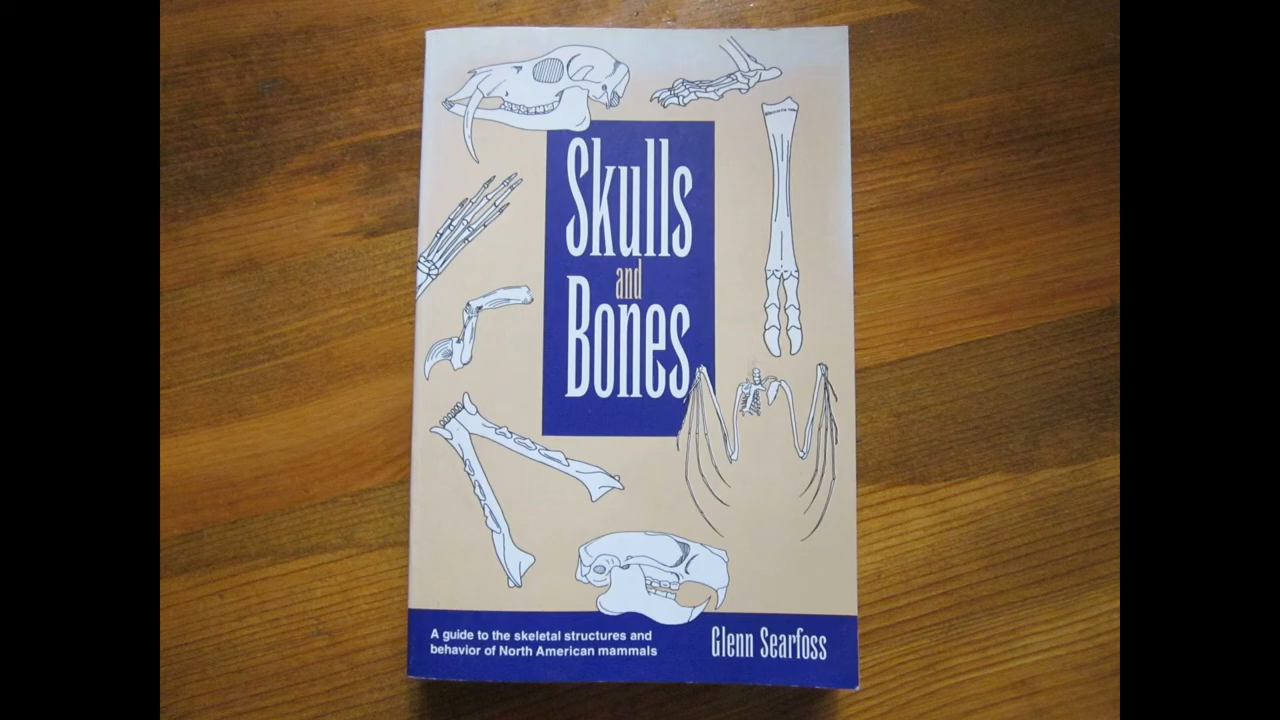 Skulls
and
Bones
A guide to the skeletal structures and
behavior of North American mammals
Glenn Searfoss